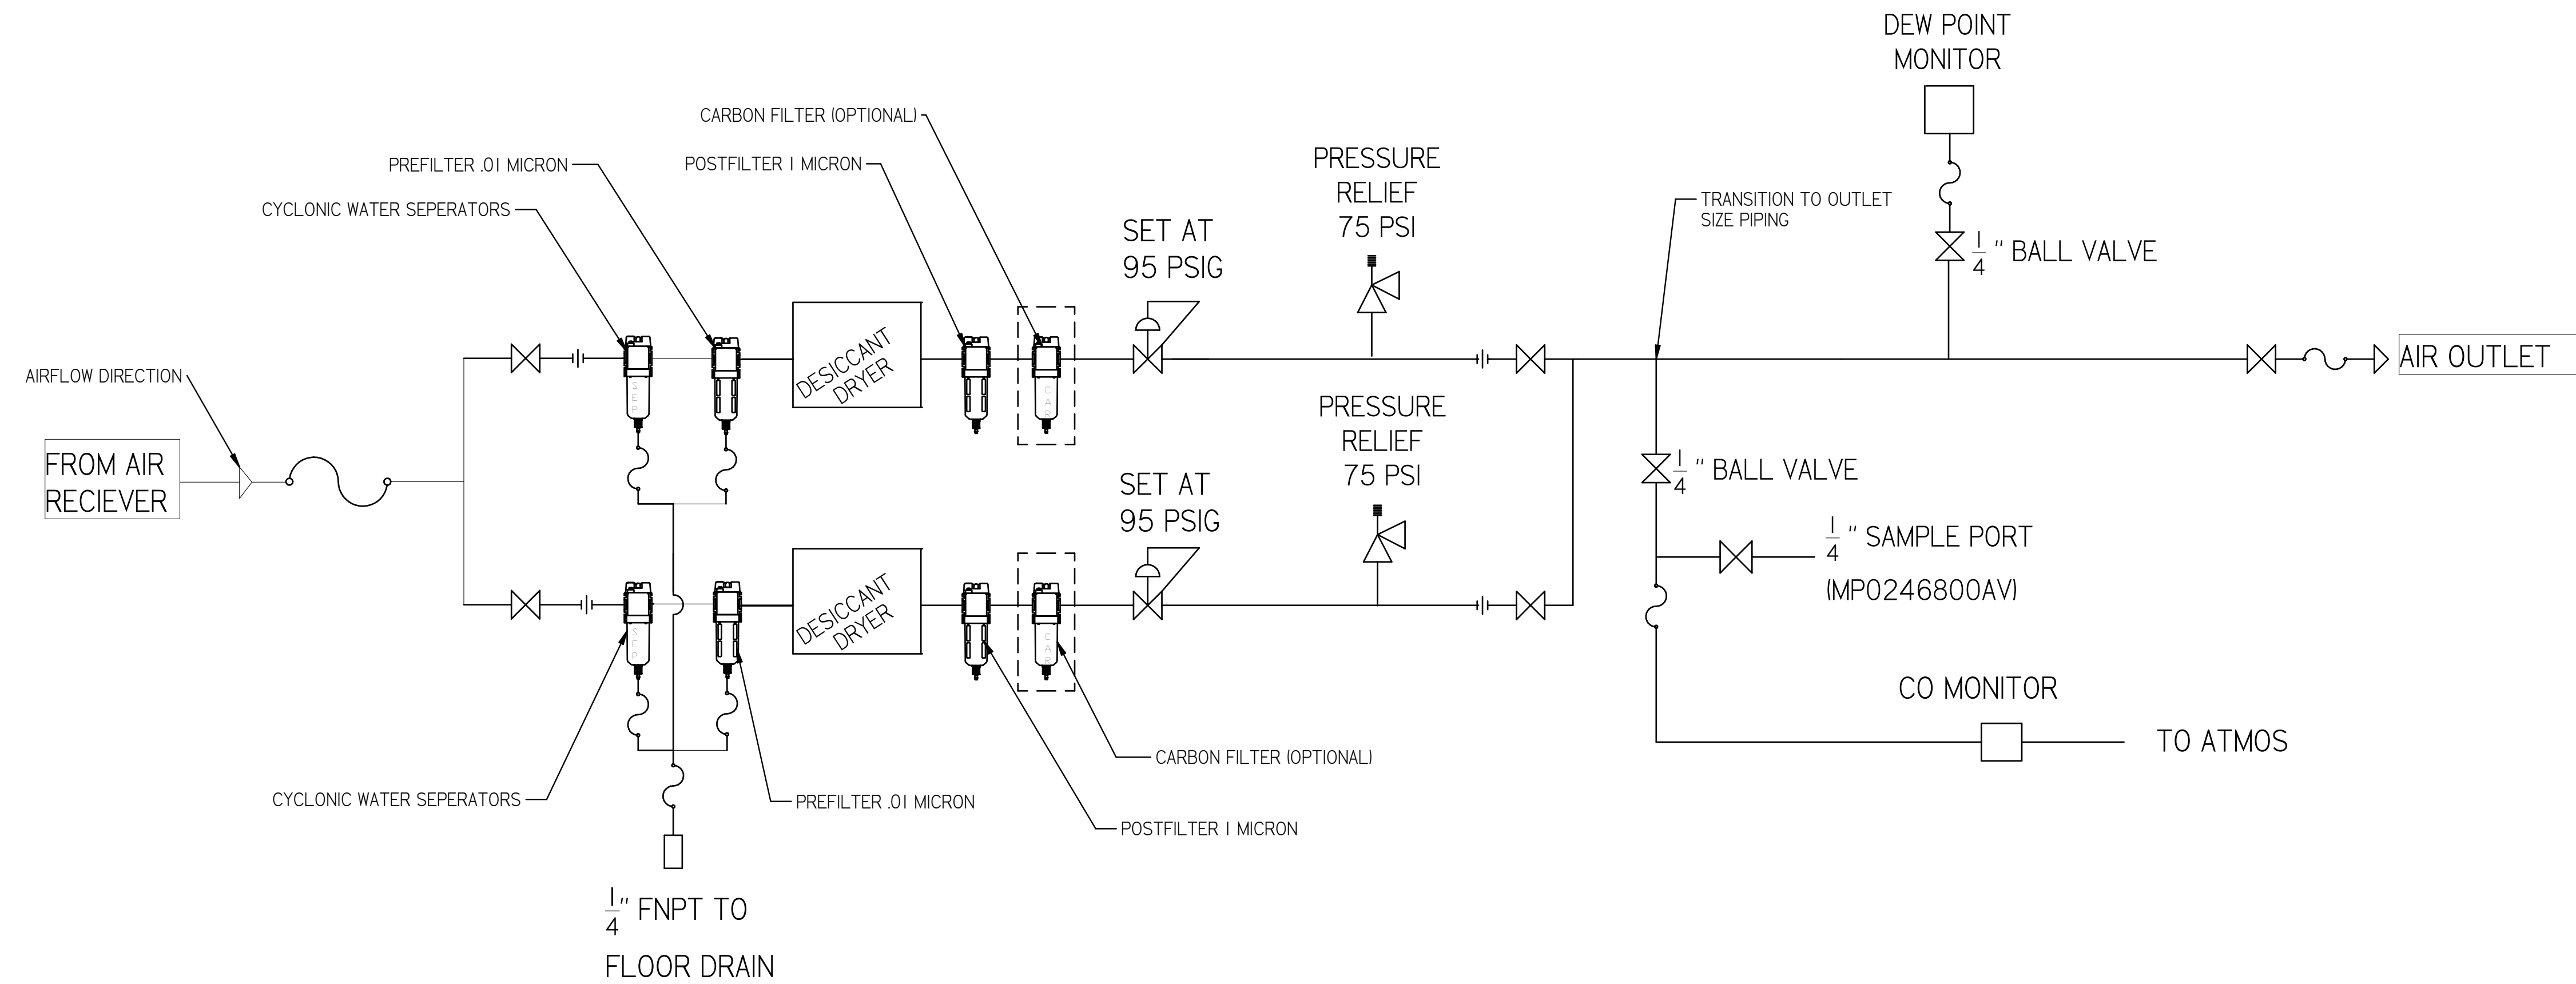 DEW POINT
MONITOR
CARBON FILTER (OPTIONAL)
POSTFILTER 1 MICRON
PREFILTER .01 MICRON
CYCLONIC WATER SEPERATORS
PRESSURE
RELIEF
75 PSI
SET AT
95 PSIG
TRANSITION TO OUTLET
SIZE PIPING
1/4 " BALL VALVE
AIRFLOW DIRECTION
FROM AIR
RECIEVER
SEP
DESICCANT
DRYER
CAR
AIR OUTLET
PRESSURE
RELIEF
75 PSI
SET AT
95 PSIG
1/4 " BALL VALVE
1/4 " SAMPLE PORT
(MP0246800AV)
SEP
DESICCANT
DRYER
CAR
CO MONITOR
TO ATMOS
CARBON FILTER (OPTIONAL)
CYCLONIC WATER SEPERATORS
PREFILTER .01 MICRON
POSTFILTER 1 MICRON
1/4" FNPT TO
FLOOR DRAIN